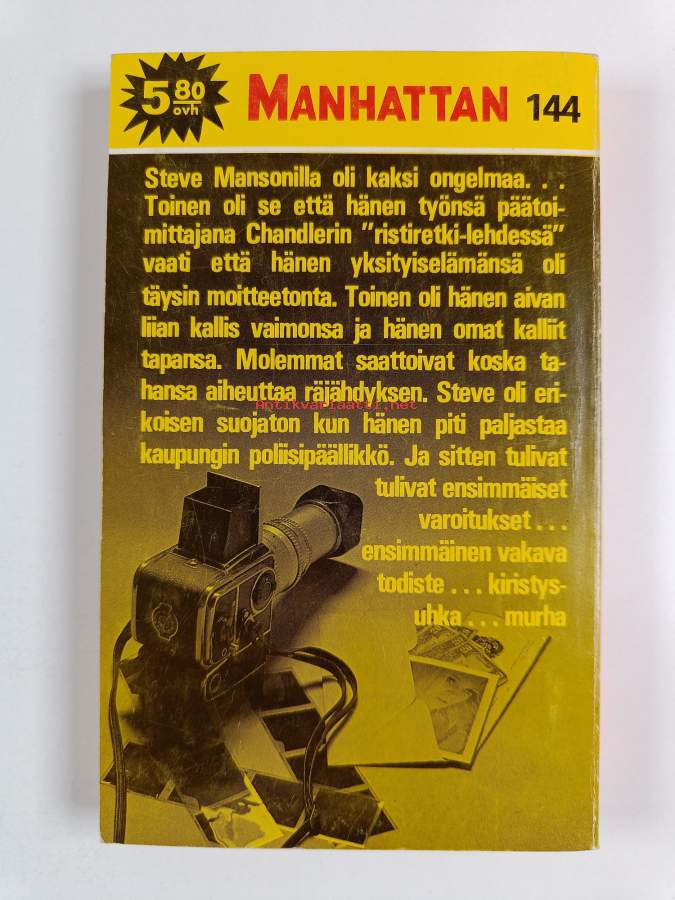 5 80
ovh
MANHATTAN 144
Steve Mansonilla oli kaksi ongelmaa. . .
Toinen oli se että hänen työnsä päätoi-
mittajana Chandlerin "ristiretki-lehdessä"
vaati että hänen yksityiselämänsä oli
täysin moitteetonta. Toinen oli hänen aivan
liian kallis vaimonsa ja hänen omat kalliit
tapansa. Molemmat saattoivat koska ta-
hansa aiheuttaa räjähdyksen. Steve oli eri-
Antikvariaatti.net
koisen suojaton kun hänen piti paljastaa
kaupungin poliisipäällikkö. Ja sitten tulivat
tulivat ensimmäiset
varoitukset . . .
ensimmäinen vakava
todiste . . . kiristys-
uhka . . . murha